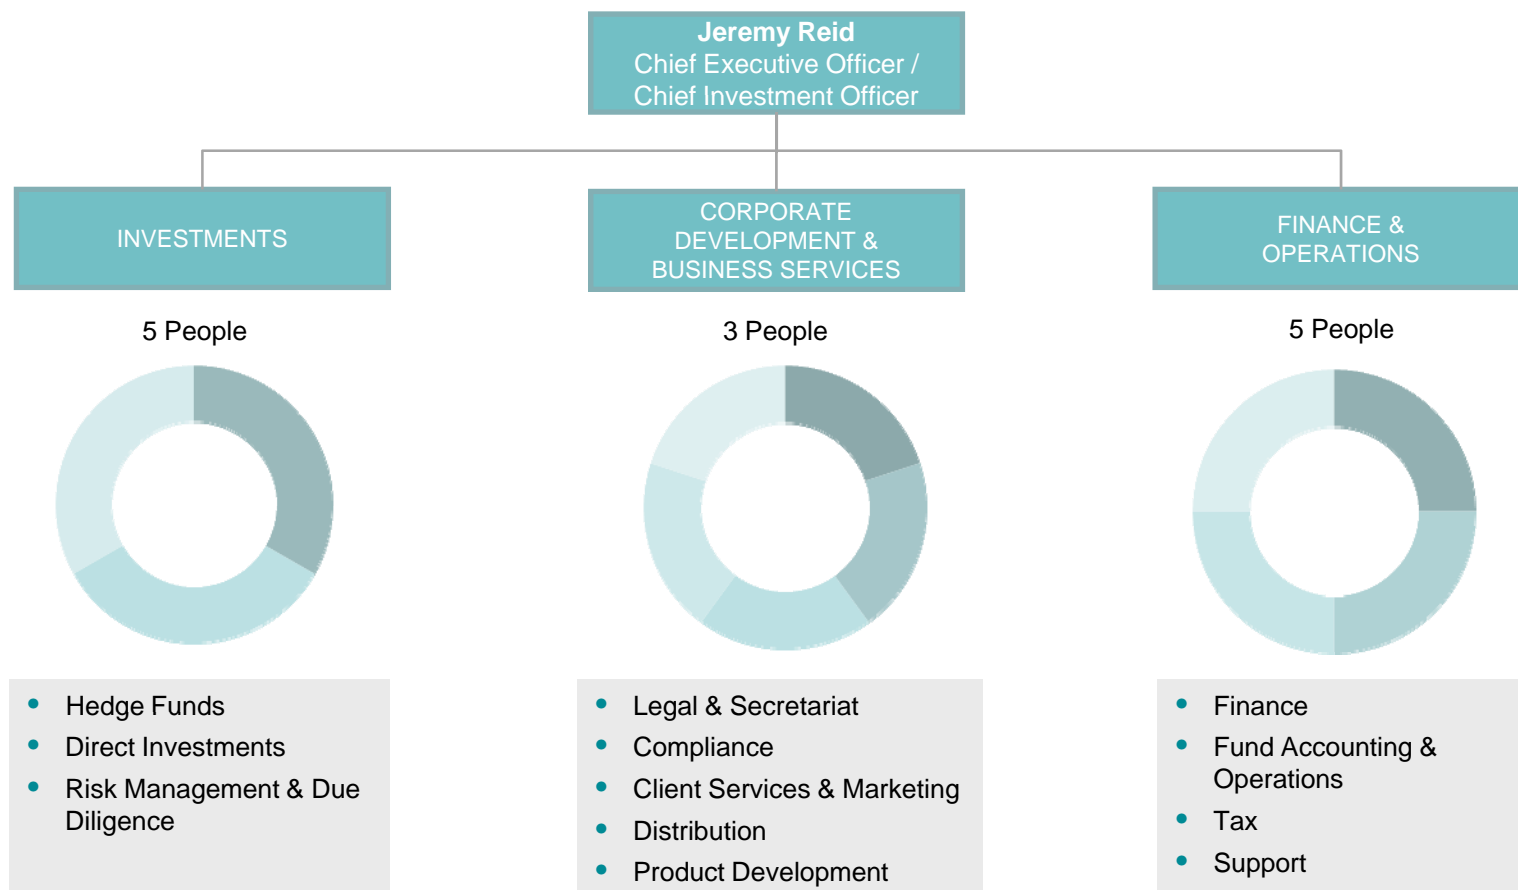 Jeremy Reid
Chief Executive Officer /
Chief Investment Officer
INVESTMENTS
CORPORATE
DEVELOPMENT &
BUSINESS SERVICES
FINANCE &
OPERATIONS
5 People
3 People
5 People
• Hedge Funds
• Direct Investments
• Risk Management & Due
Diligence
• Legal & Secretariat
• Compliance
• Client Services & Marketing
• Distribution
• Product Development
• Finance
• Fund Accounting &
Operations
• Tax
• Support